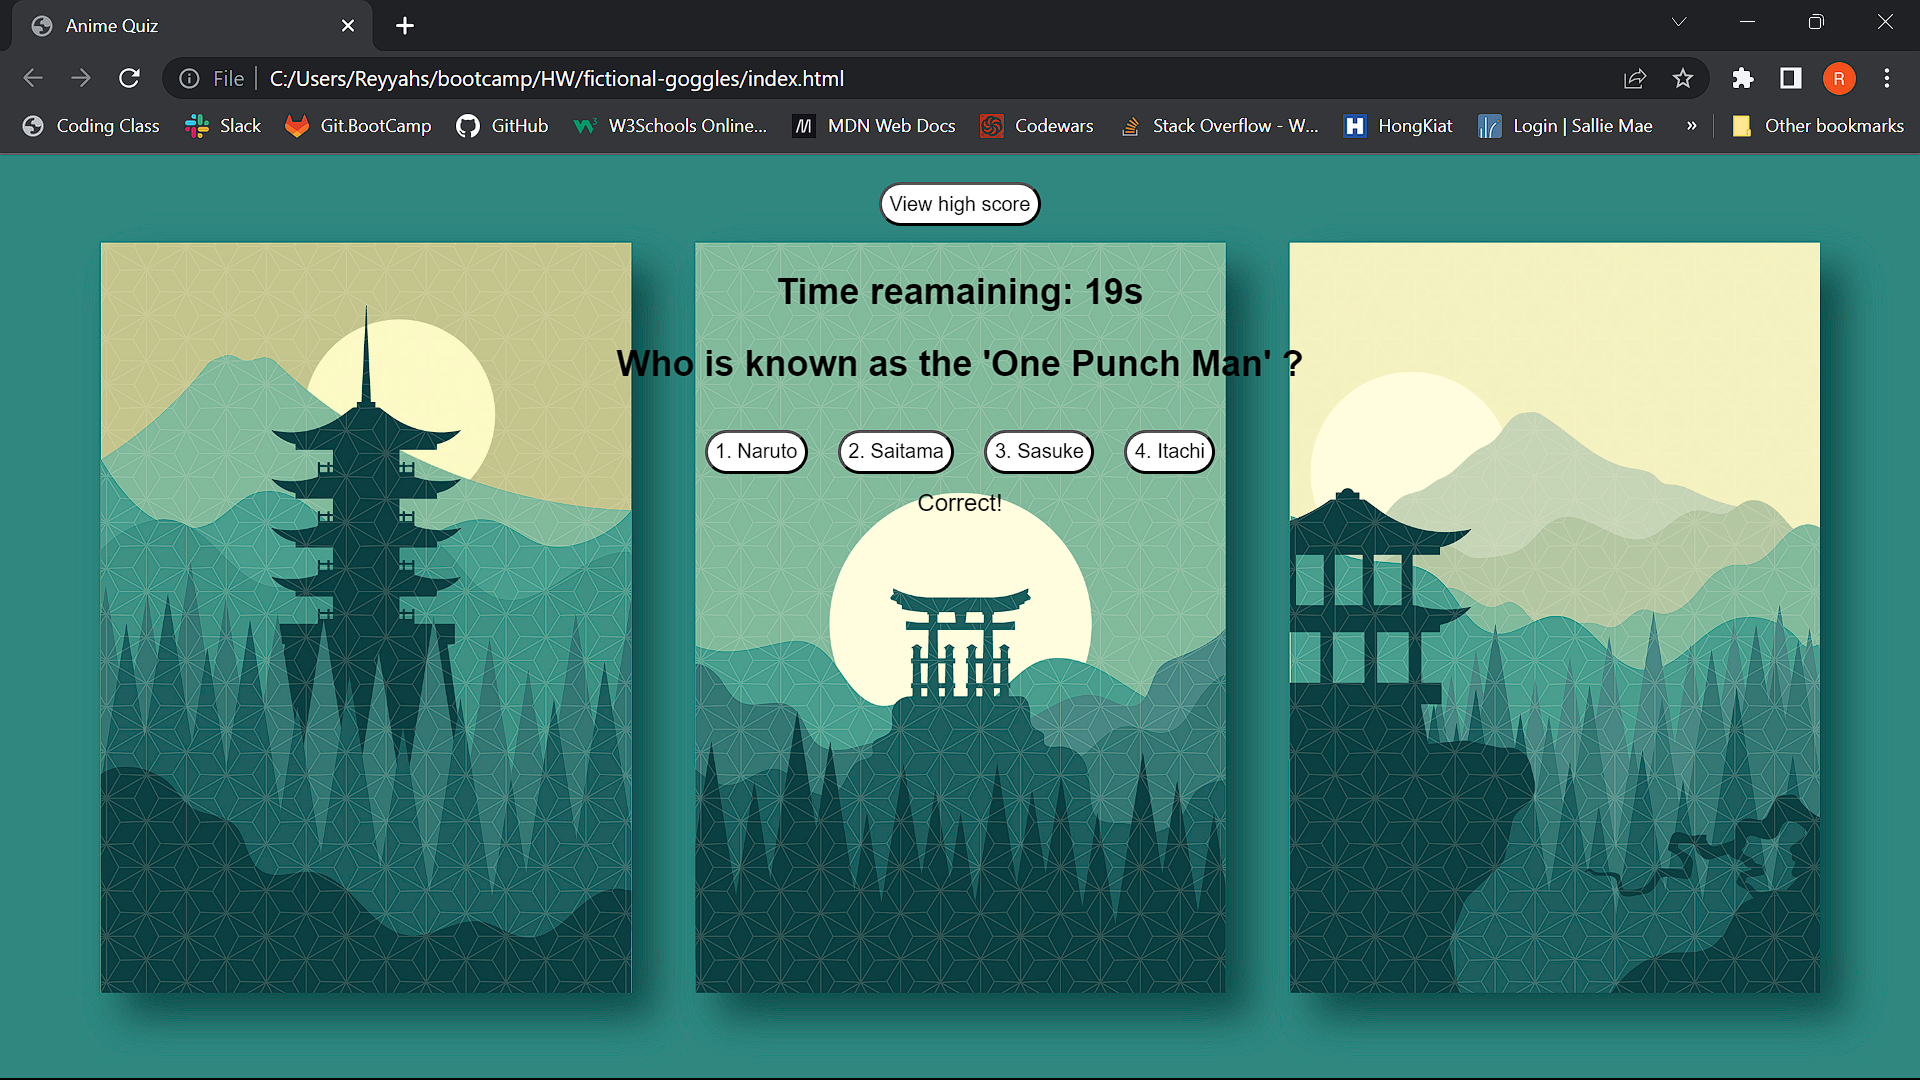 Anime Quiz
File C:/Users/Reyyahs/bootcamp/HW/fictional-goggles/index.html R
Coding Class Slack Git.BootCamp GitHub W3Schools Online... MDN Web Docs Codewars Stack Overflow - W... HongKiat Login | Sallie Mae » Other bookmarks
View high score
Time reamaining: 19s
Who is known as the 'One Punch Man' ?
1. Naruto 2. Saitama 3. Sasuke 4. Itachi
Correct!